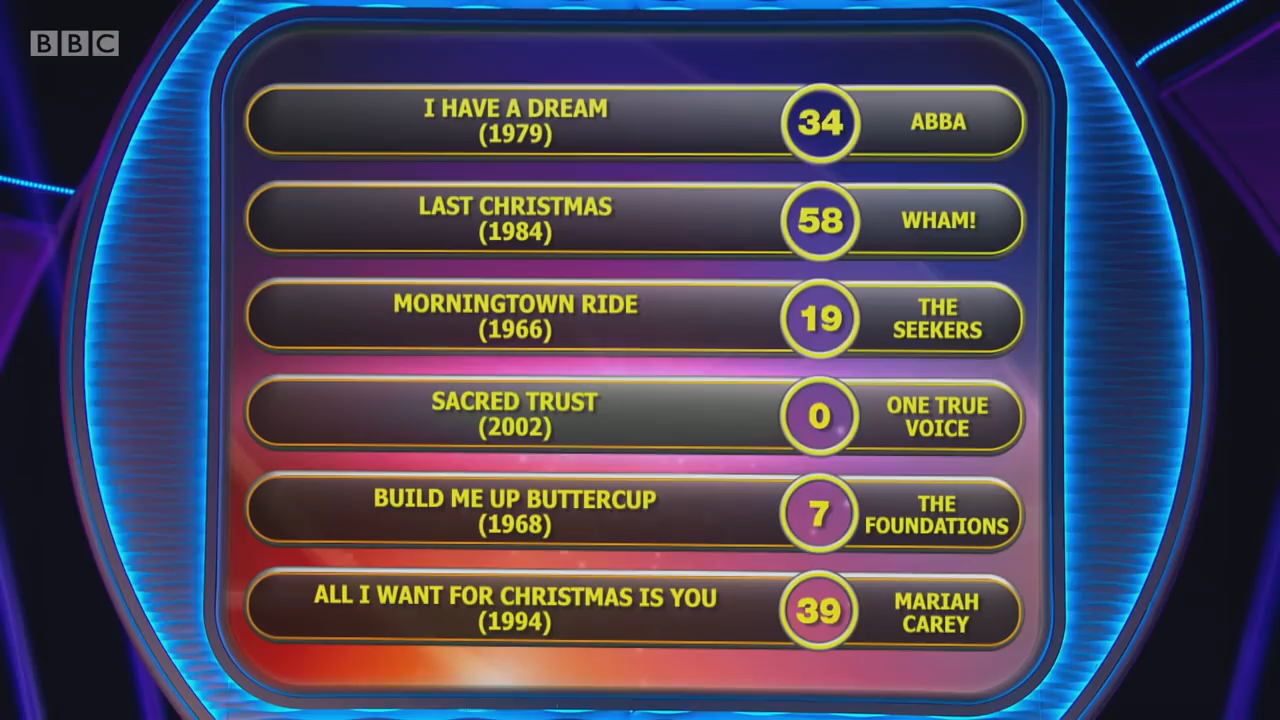 BBC
I HAVE A DREAM
(1979)
34
ABBA
LAST CHRISTMAS
(1984)
58
WHAM!
MORNINGTOWN RIDE
(1966)
19
THE
SEEKERS
SACRED TRUST
(2002)
0
ONE TRUE
VOICE
BUILD ME UP BUTTERCUP
(1968)
7
THE
FOUNDATIONS
ALL I WANT FOR CHRISTMAS IS YOU
(1994)
39
MARIAH
CAREY